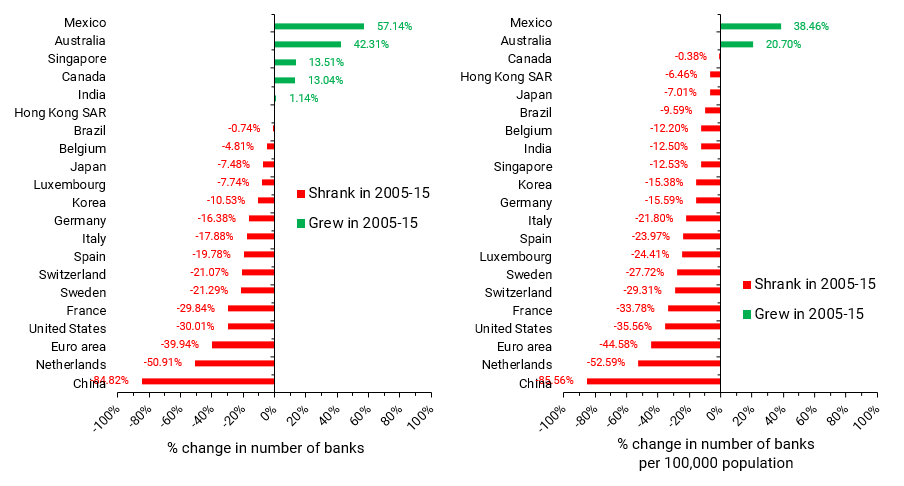 Mexico 57.14%
Australia 42.31%
Singapore 13.51%
Canada 13.04%
India 1.14%
Hong Kong SAR
Brazil -0.74%
Belgium -4.81%
Japan -7.48%
Luxembourg -7.74%
Korea -10.53%
Germany -16.38%
Italy -17.88%
Spain -19.78%
Switzerland -21.07%
Sweden -21.29%
France -29.84%
United States -30.01%
Euro area -39.94%
Netherlands -50.91%
China -84.82%
Shrank in 2005-15
Grew in 2005-15
-100% -80% -60% -40% -20% 0% 20% 40% 60% 80% 100%
% change in number of banks
Mexico 38.46%
Australia 20.70%
Canada -0.38%
Hong Kong SAR -6.46%
Japan -7.01%
Brazil -9.59%
Belgium -12.20%
India -12.50%
Singapore -12.53%
Korea -15.38%
Germany -15.59%
Italy -21.80%
Spain -23.97%
Luxembourg -24.41%
Sweden -27.72%
Switzerland -29.31%
France -33.78%
United States -35.56%
Euro area -44.58%
Netherlands -52.59%
China -85.56%
Shrank in 2005-15
Grew in 2005-15
-100% -80% -60% -40% -20% 0% 20% 40% 60% 80% 100%
% change in number of banks
per 100,000 population